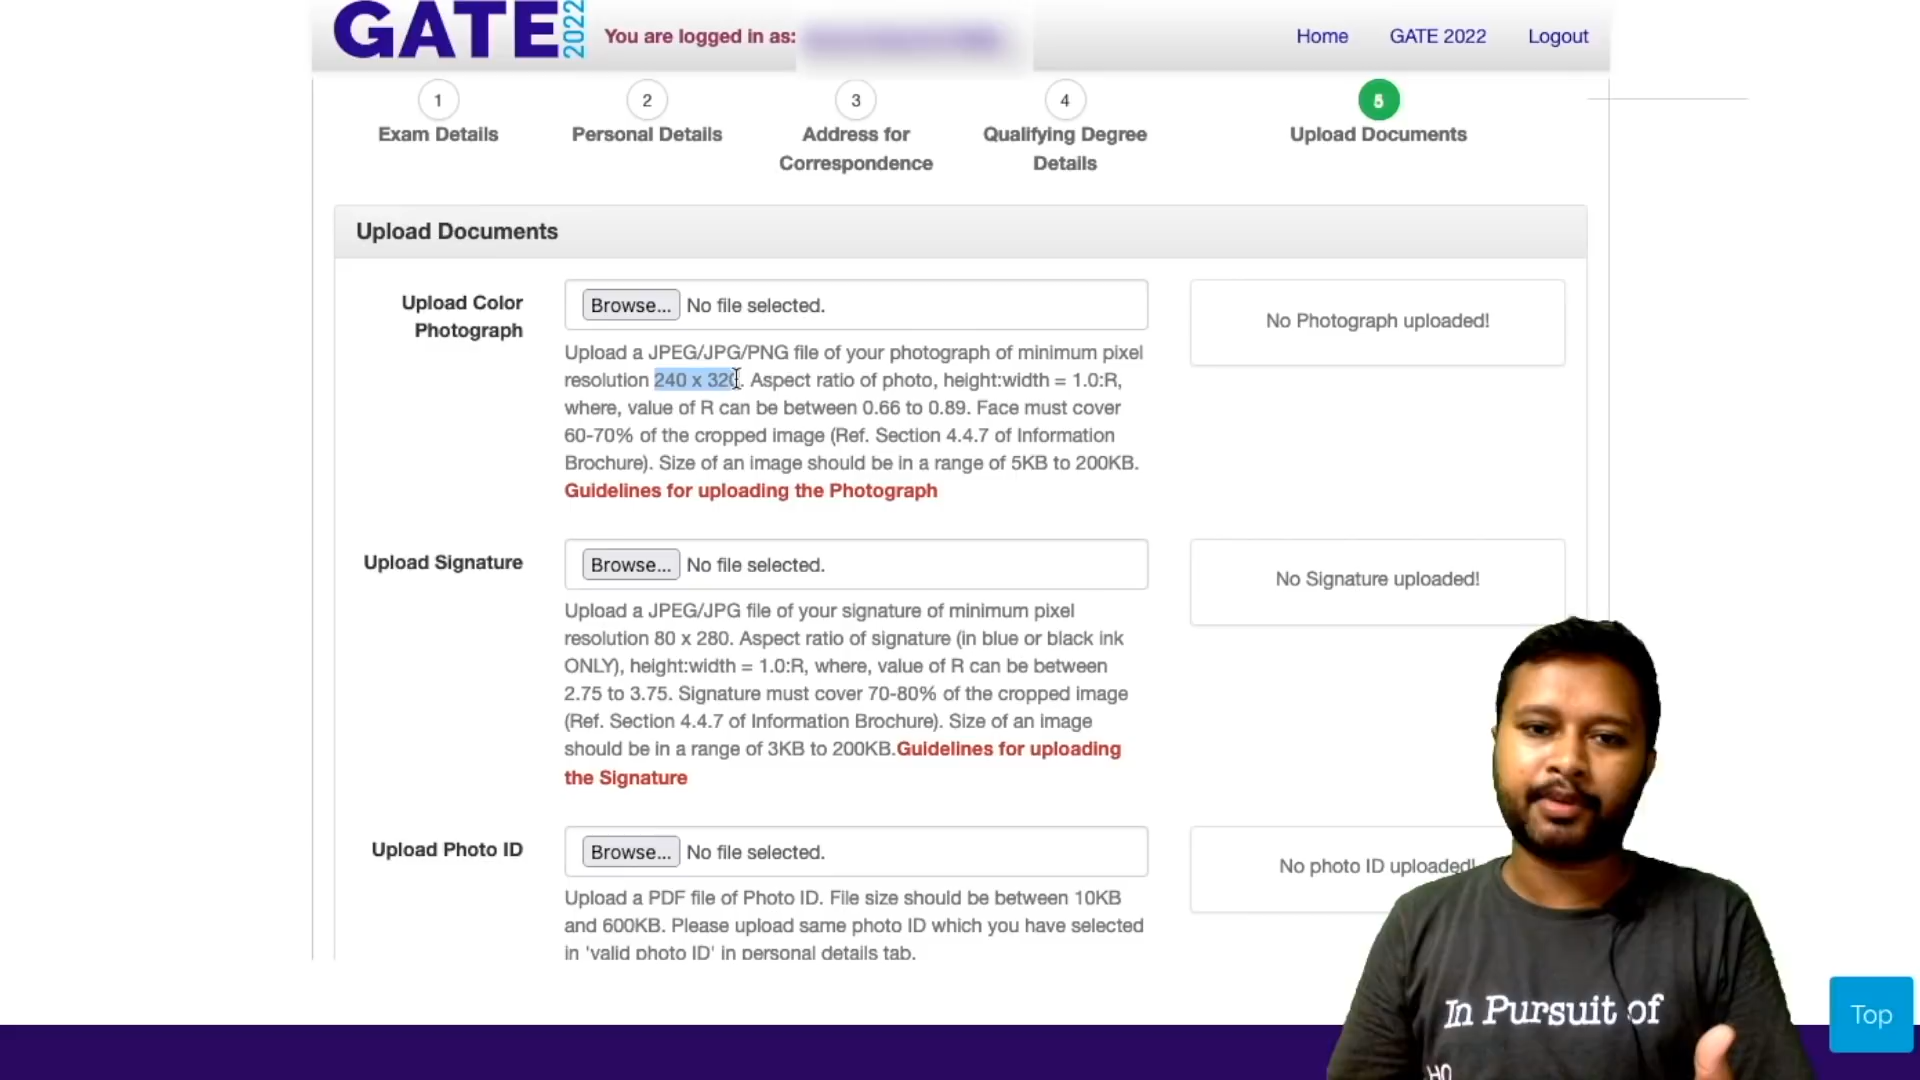 GATE 2022
You are logged in as:
Home GATE 2022 Logout
1 2 3 4 5
Exam Details Personal Details Address for Correspondence Qualifying Degree Details Upload Documents
Upload Documents
Upload Color Photograph
Browse... No file selected.
No Photograph uploaded!
Upload a JPEG/JPG/PNG file of your photograph of minimum pixel
resolution 240 x 320. Aspect ratio of photo, height:width = 1.0:R,
where, value of R can be between 0.66 to 0.89. Face must cover
60-70% of the cropped image (Ref. Section 4.4.7 of Information
Brochure). Size of an image should be in a range of 5KB to 200KB.
Guidelines for uploading the Photograph
Upload Signature
Browse... No file selected.
No Signature uploaded!
Upload a JPEG/JPG file of your signature of minimum pixel
resolution 80 x 280. Aspect ratio of signature (in blue or black ink
ONLY), height:width = 1.0:R, where, value of R can be between
2.75 to 3.75. Signature must cover 70-80% of the cropped image
(Ref. Section 4.4.7 of Information Brochure). Size of an image
should be in a range of 3KB to 200KB.Guidelines for uploading
the Signature
Upload Photo ID
Browse... No file selected.
No photo ID uploaded!
Upload a PDF file of Photo ID. File size should be between 10KB
and 600KB. Please upload same photo ID which you have selected
in 'valid photo ID' in personal details tab.
In Pursuit of
Top